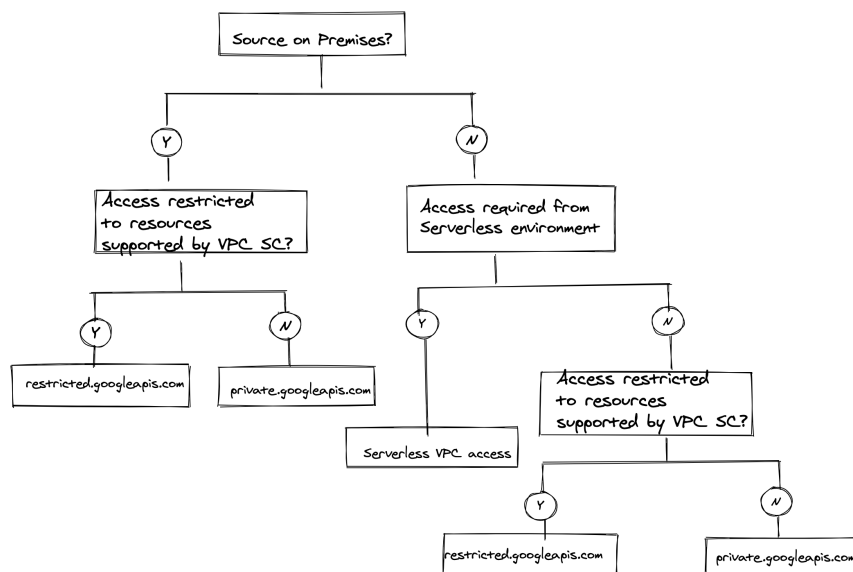 Source on Premises?
Y
N
Access restricted
to resources
supported by VPC SC?
Access required from
Serverless environment
Y
N
Y
N
restricted.googleapis.com
private.googleapis.com
Access restricted
to resources
supported by VPC SC?
Serverless VPC access
Y
N
restricted.googleapis.com
private.googleapis.com